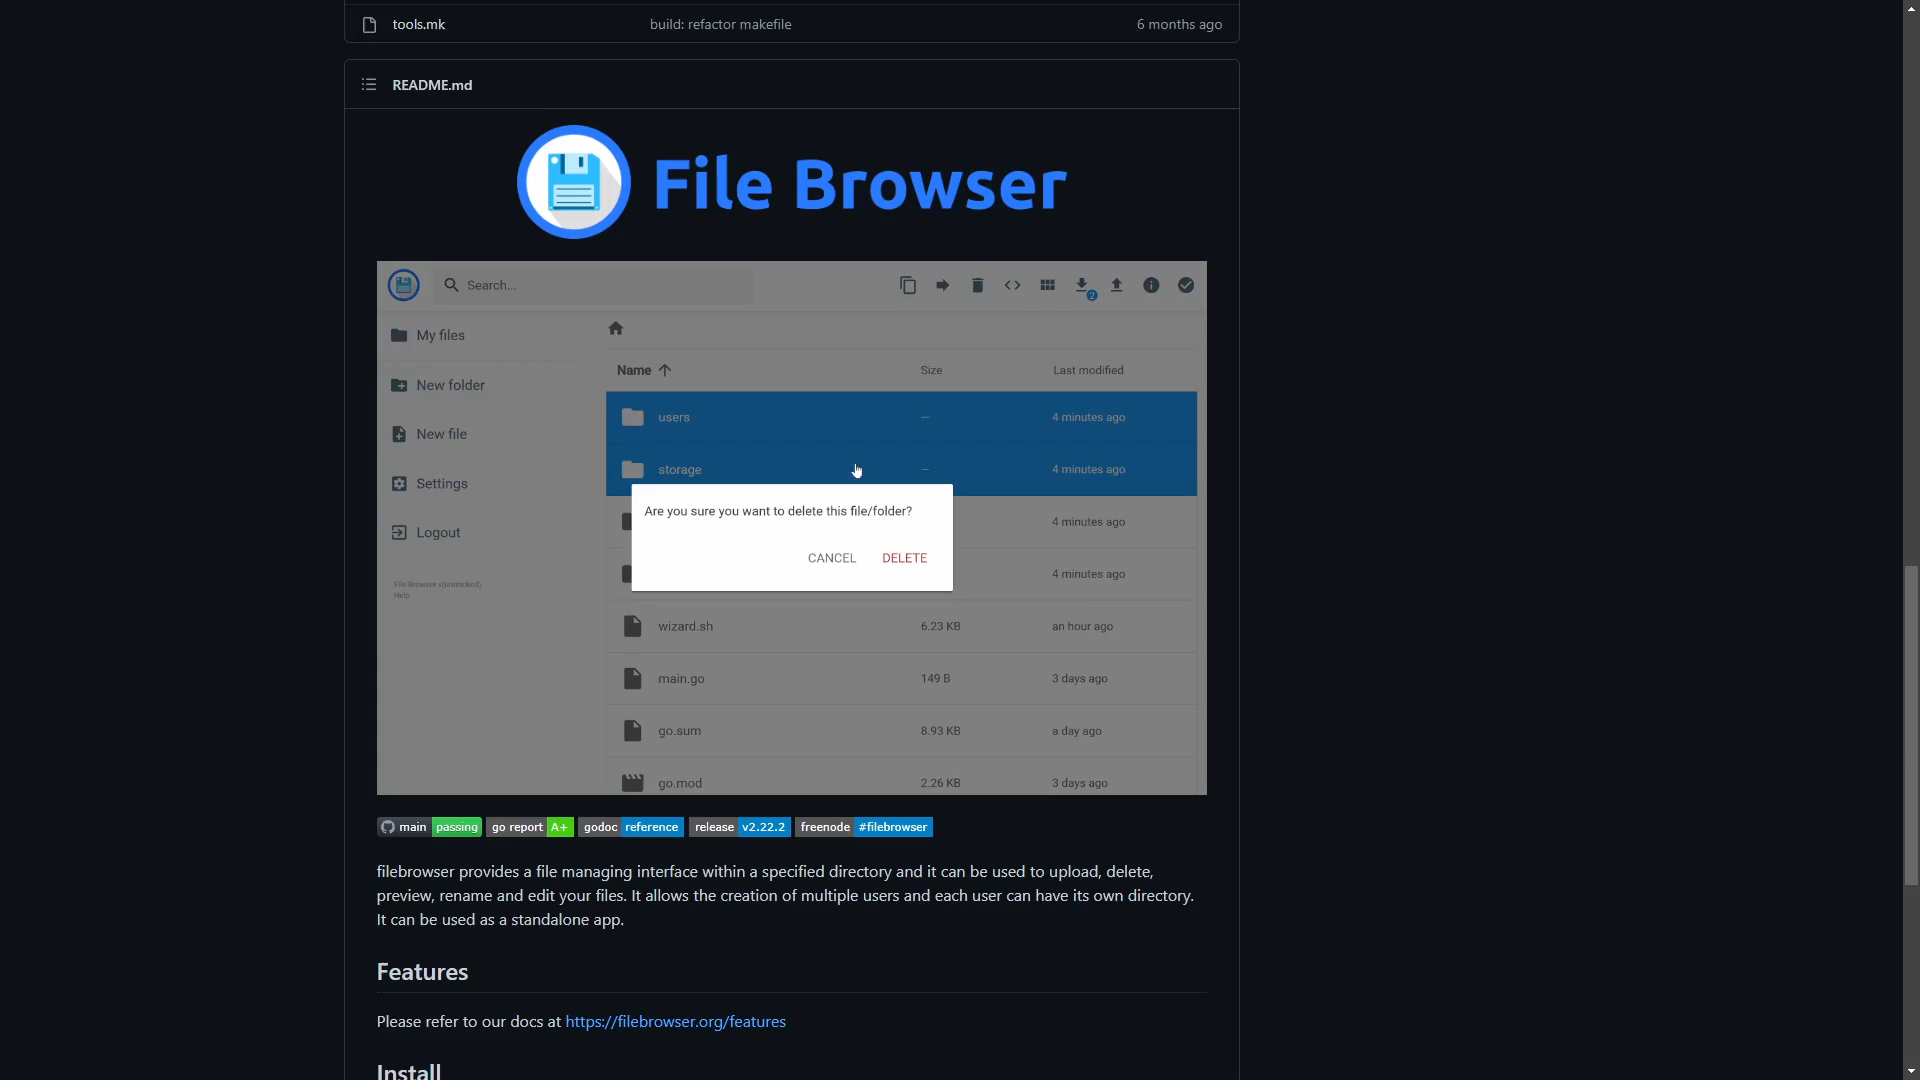 tools.mk build: refactor makefile 6 months ago
README.md
File Browser
Search...
2
My files
New folder
New file
Settings
Logout
File Browser v(untracked)
Help
Name Size Last modified
users — 4 minutes ago
storage — 4 minutes ago
4 minutes ago
4 minutes ago
Are you sure you want to delete this file/folder?
CANCEL DELETE
wizard.sh 6.23 KB an hour ago
main.go 149 B 3 days ago
go.sum 8.93 KB a day ago
go.mod 2.26 KB 3 days ago
main passing go report A+ godoc reference release v2.22.2 freenode #filebrowser
filebrowser provides a file managing interface within a specified directory and it can be used to upload, delete,
preview, rename and edit your files. It allows the creation of multiple users and each user can have its own directory.
It can be used as a standalone app.
Features
Please refer to our docs at https://filebrowser.org/features
Install